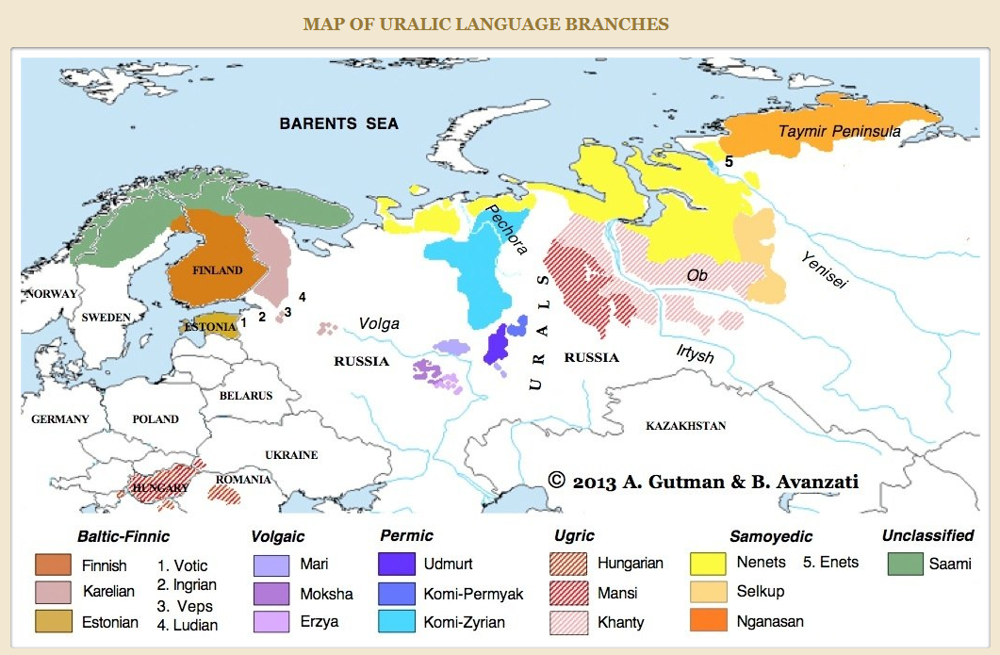 MAP OF URALIC LANGUAGE BRANCHES
BARENTS SEA
Taymir Peninsula
5
Pechora
Ob
Yenisei
FINLAND
NORWAY
SWEDEN
4
3
2
1
ESTONIA
Volga
RUSSIA
URALS
RUSSIA
Irtysh
BELARUS
GERMANY
POLAND
KAZAKHSTAN
UKRAINE
ROMANIA
HUNGARY
© 2013 A. Gutman & B. Avanzati
Baltic-Finnic
Finnish
Karelian
Estonian
1. Votic
2. Ingrian
3. Veps
4. Ludian
Volgaic
Mari
Moksha
Erzya
Permic
Udmurt
Komi-Permyak
Komi-Zyrian
Ugric
Hungarian
Mansi
Khanty
Samoyedic
Nenets
5. Enets
Selkup
Nganasan
Unclassified
Saami